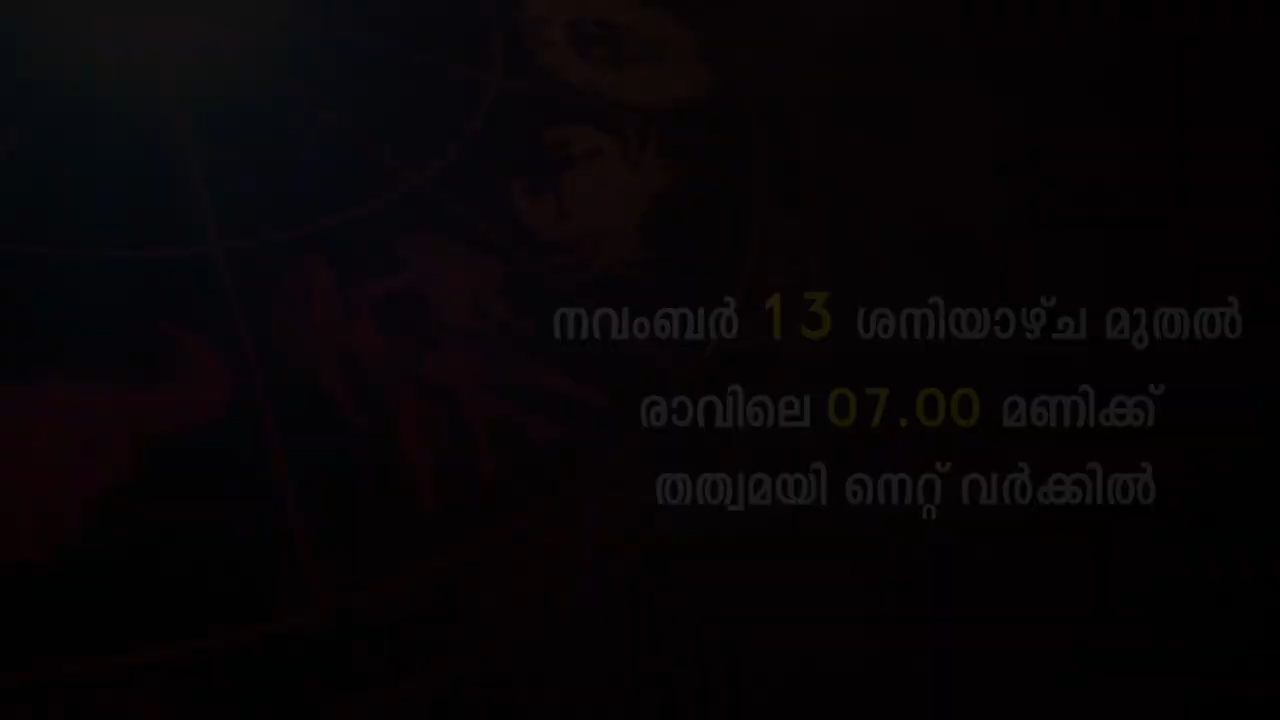 നവംബർ 13 ശനിയാഴ്ച മുതൽ
രാവിലെ 07.00 മണിക്ക്
തത്വമയി നെറ്റ് വർക്കിൽ